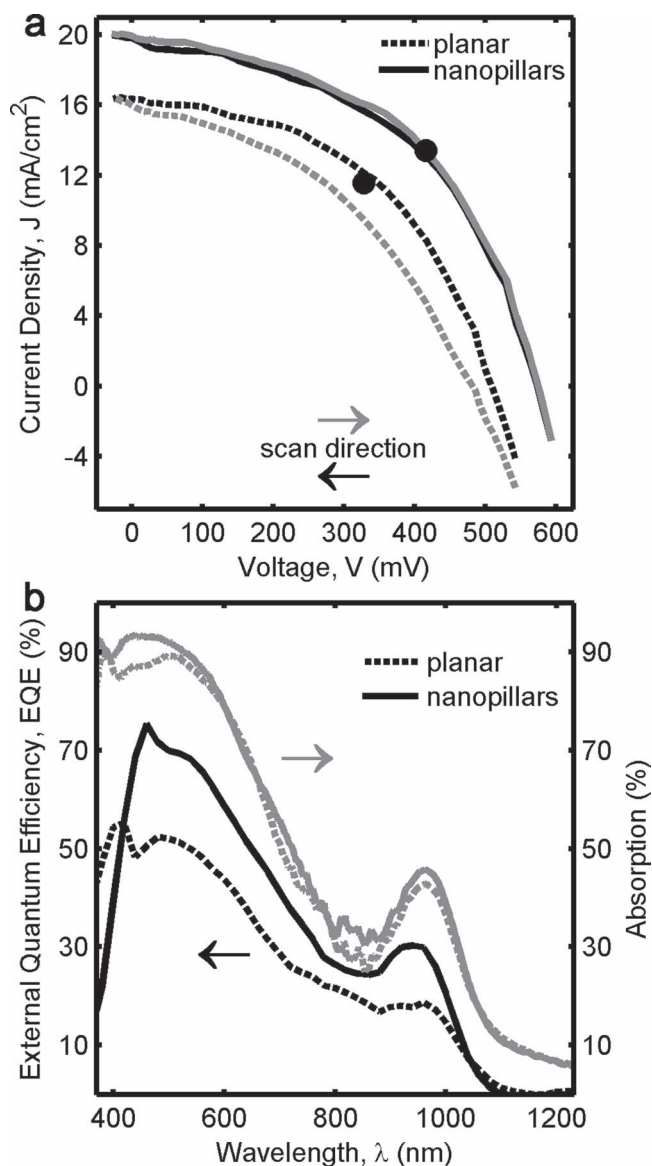 a
planar
nanopillars
20
16
12
8
4
0
-4
Current Density, J (mA/cm²)
scan direction
0 100 200 300 400 500 600
Voltage, V (mV)
b
planar
nanopillars
90
70
50
30
10
External Quantum Efficiency, EQE (%)
90
70
50
30
10
Absorption (%)
400 600 800 1000 1200
Wavelength, λ (nm)